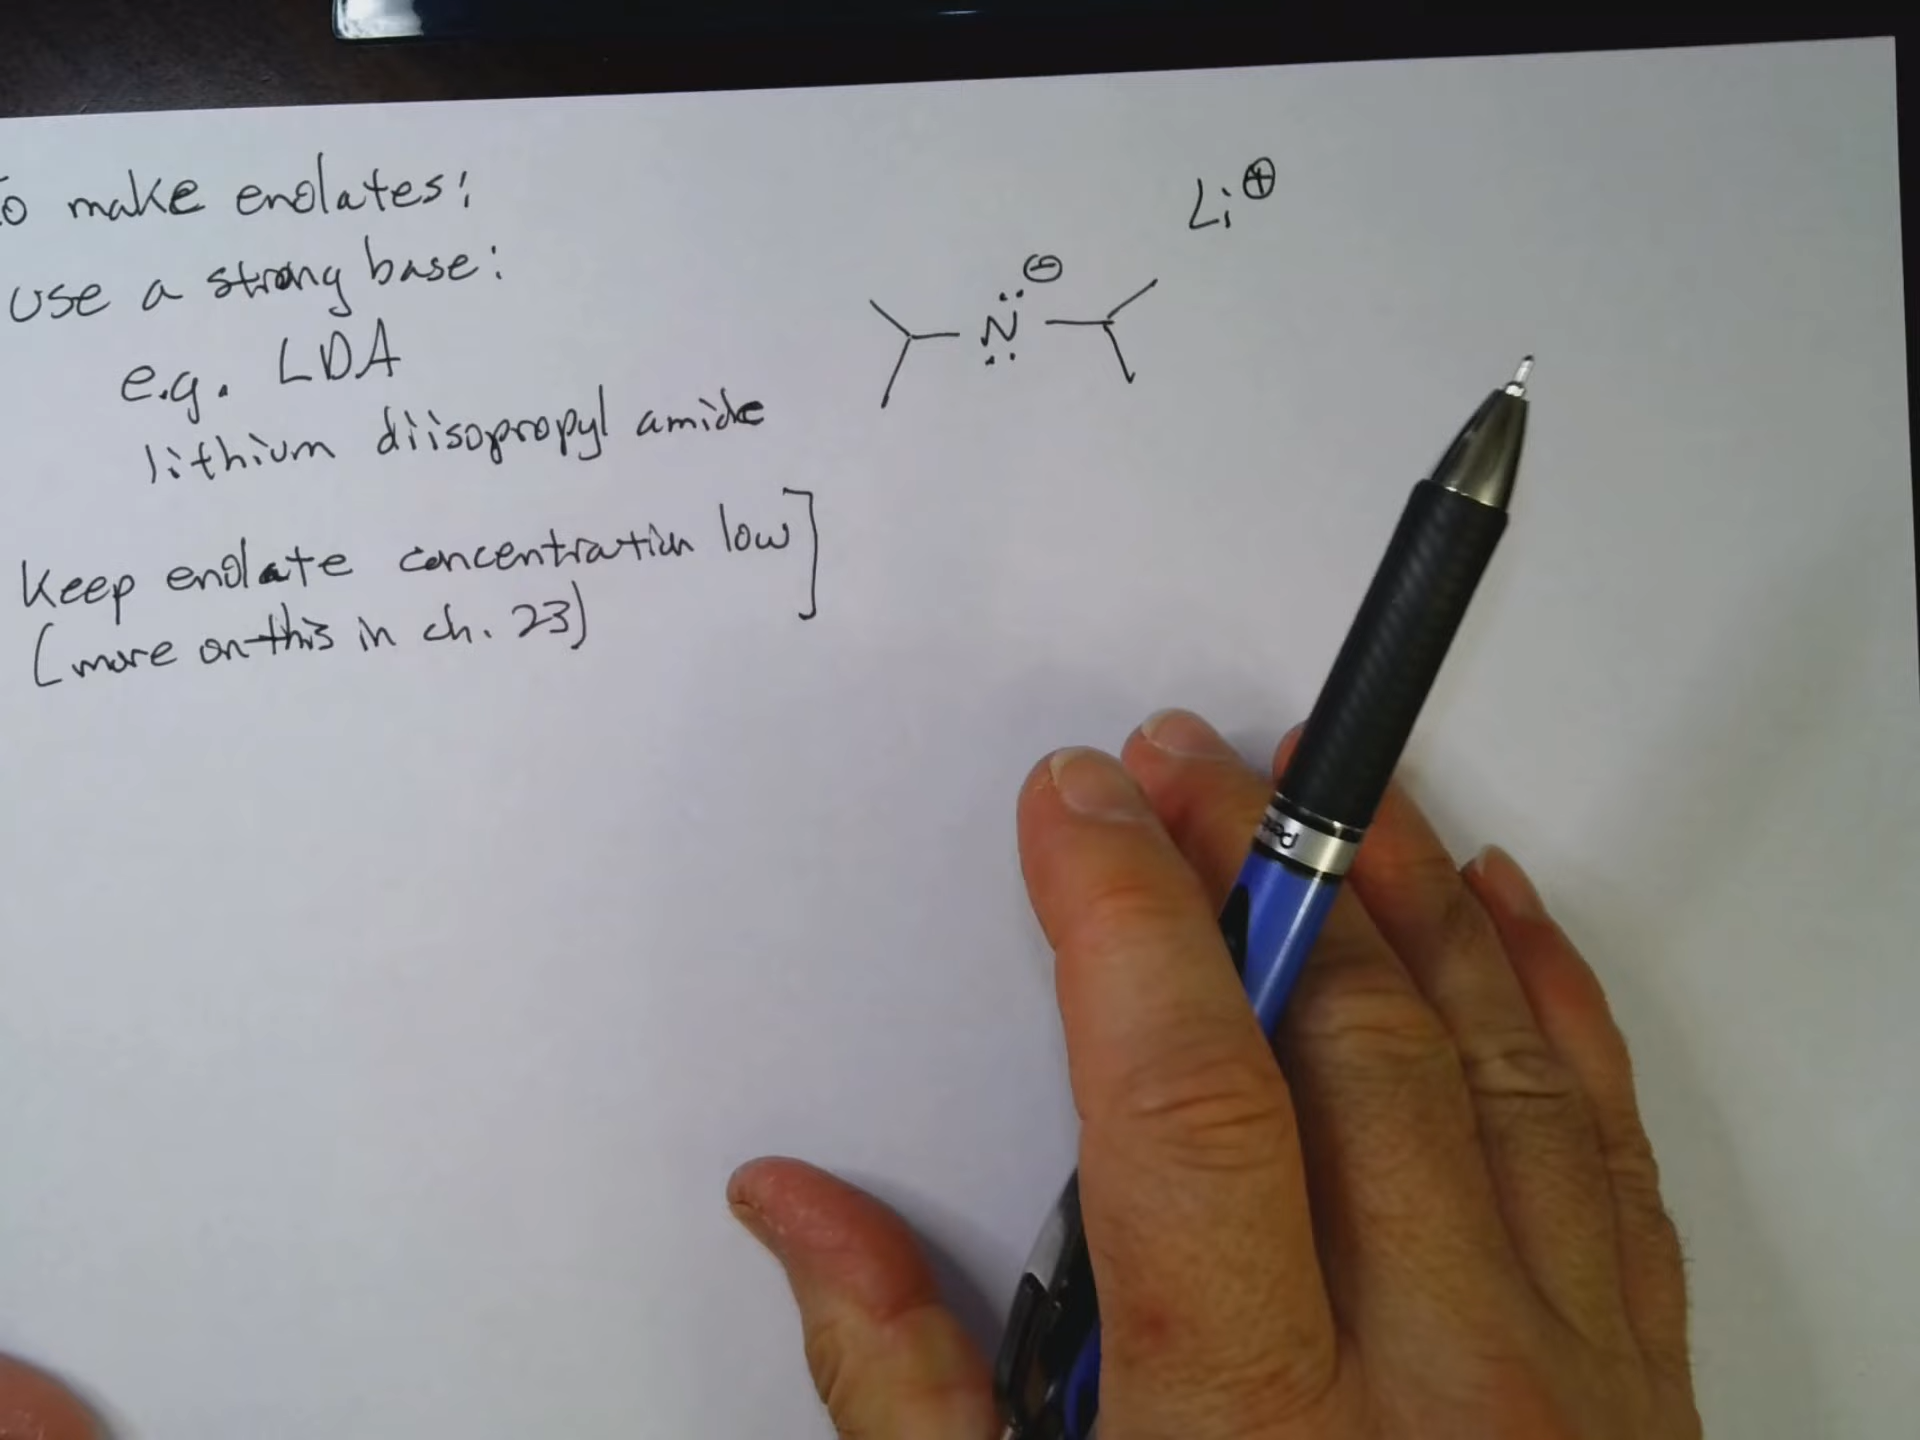 To make enolates:
use a strong base:
e.g. LDA
lithium diisopropyl amide
Keep enolate concentration low]
(more on this in ch. 23)
Li⊕
⊖
N